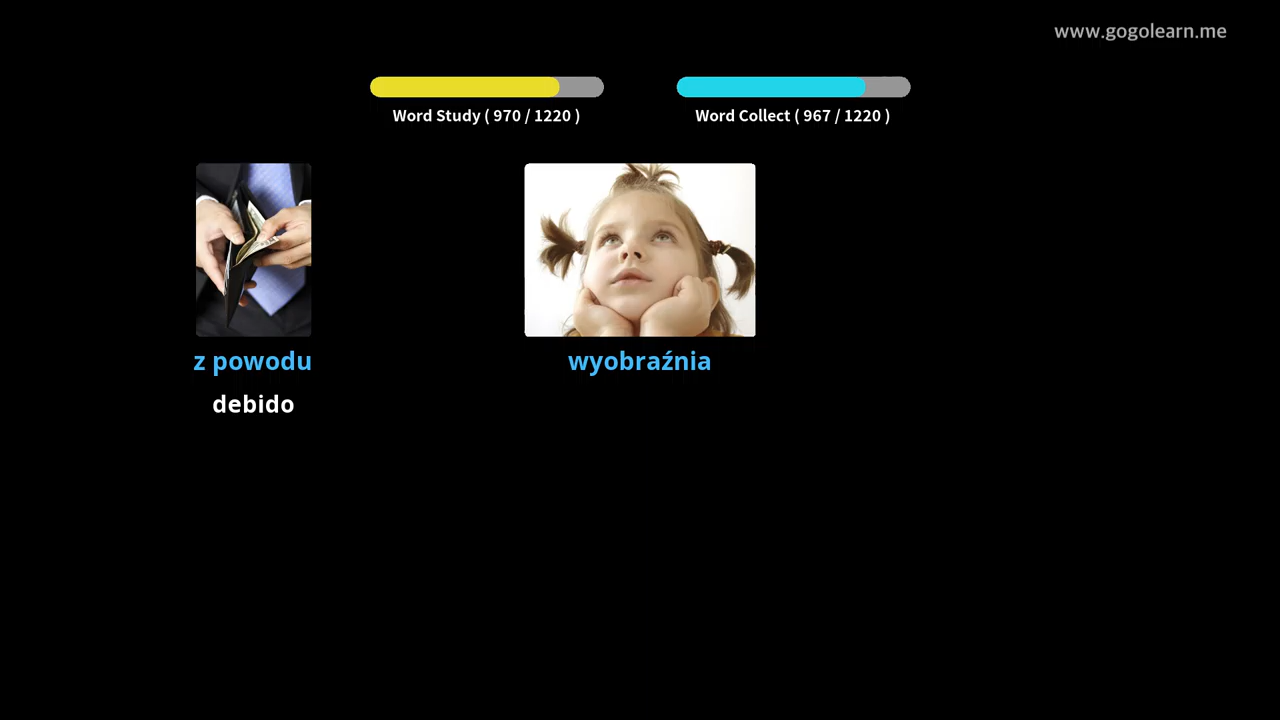 www.gogolearn.me
Word Study ( 970 / 1220 )
Word Collect ( 967 / 1220 )
z powodu
wyobraźnia
debido